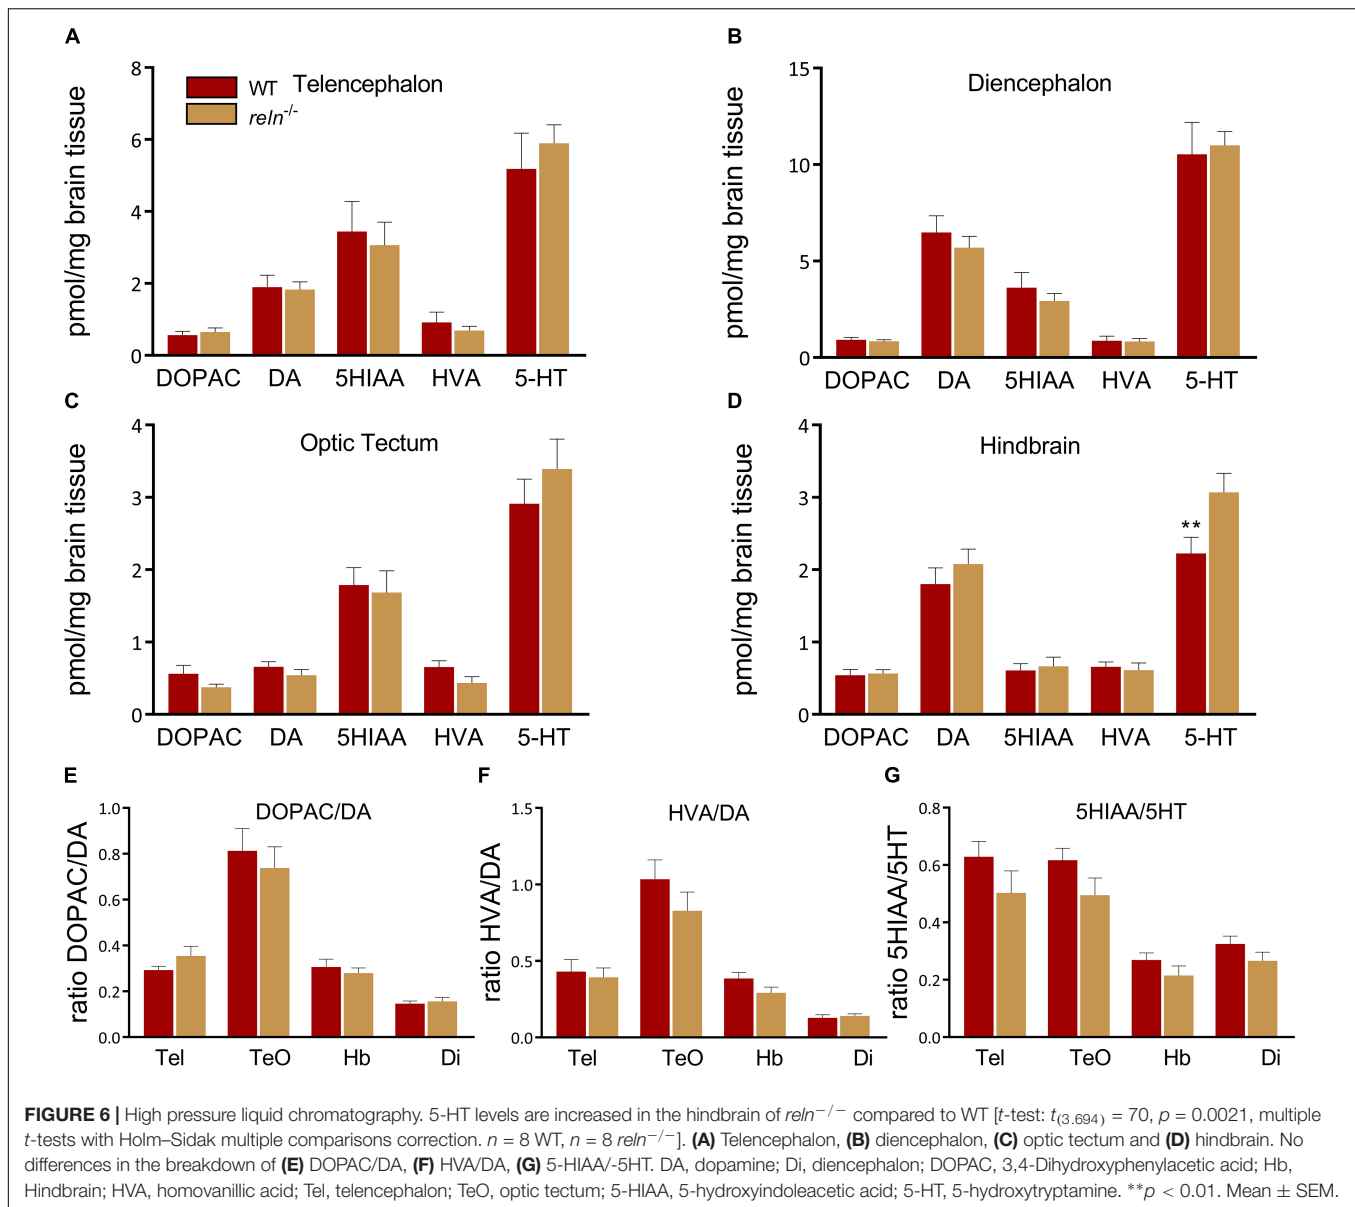 A
8
6
4
2
0
pmol/mg brain tissue
WT
reln-/-
Telencephalon
DOPAC DA 5HIAA HVA 5-HT
B
15
10
5
0
pmol/mg brain tissue
Diencephalon
DOPAC DA 5HIAA HVA 5-HT
C
4
3
2
1
0
pmol/mg brain tissue
Optic Tectum
DOPAC DA 5HIAA HVA 5-HT
D
4
3
2
1
0
pmol/mg brain tissue
Hindbrain
**
DOPAC DA 5HIAA HVA 5-HT
E
1.0
0.8
0.6
0.4
0.2
0.0
ratio DOPAC/DA
DOPAC/DA
Tel TeO Hb Di
F
1.5
1.0
0.5
0.0
ratio HVA/DA
HVA/DA
Tel TeO Hb Di
G
0.8
0.6
0.4
0.2
0.0
ratio 5HIAA/5HT
5HIAA/5HT
Tel TeO Hb Di
FIGURE 6 | High pressure liquid chromatography. 5-HT levels are increased in the hindbrain of reln−/− compared to WT [t-test: t(3.694) = 70, p = 0.0021, multiple
t-tests with Holm–Sidak multiple comparisons correction. n = 8 WT, n = 8 reln−/−]. (A) Telencephalon, (B) diencephalon, (C) optic tectum and (D) hindbrain. No
differences in the breakdown of (E) DOPAC/DA, (F) HVA/DA, (G) 5-HIAA/-5HT. DA, dopamine; Di, diencephalon; DOPAC, 3,4-Dihydroxyphenylacetic acid; Hb,
Hindbrain; HVA, homovanillic acid; Tel, telencephalon; TeO, optic tectum; 5-HIAA, 5-hydroxyindoleacetic acid; 5-HT, 5-hydroxytryptamine. **p < 0.01. Mean ± SEM.